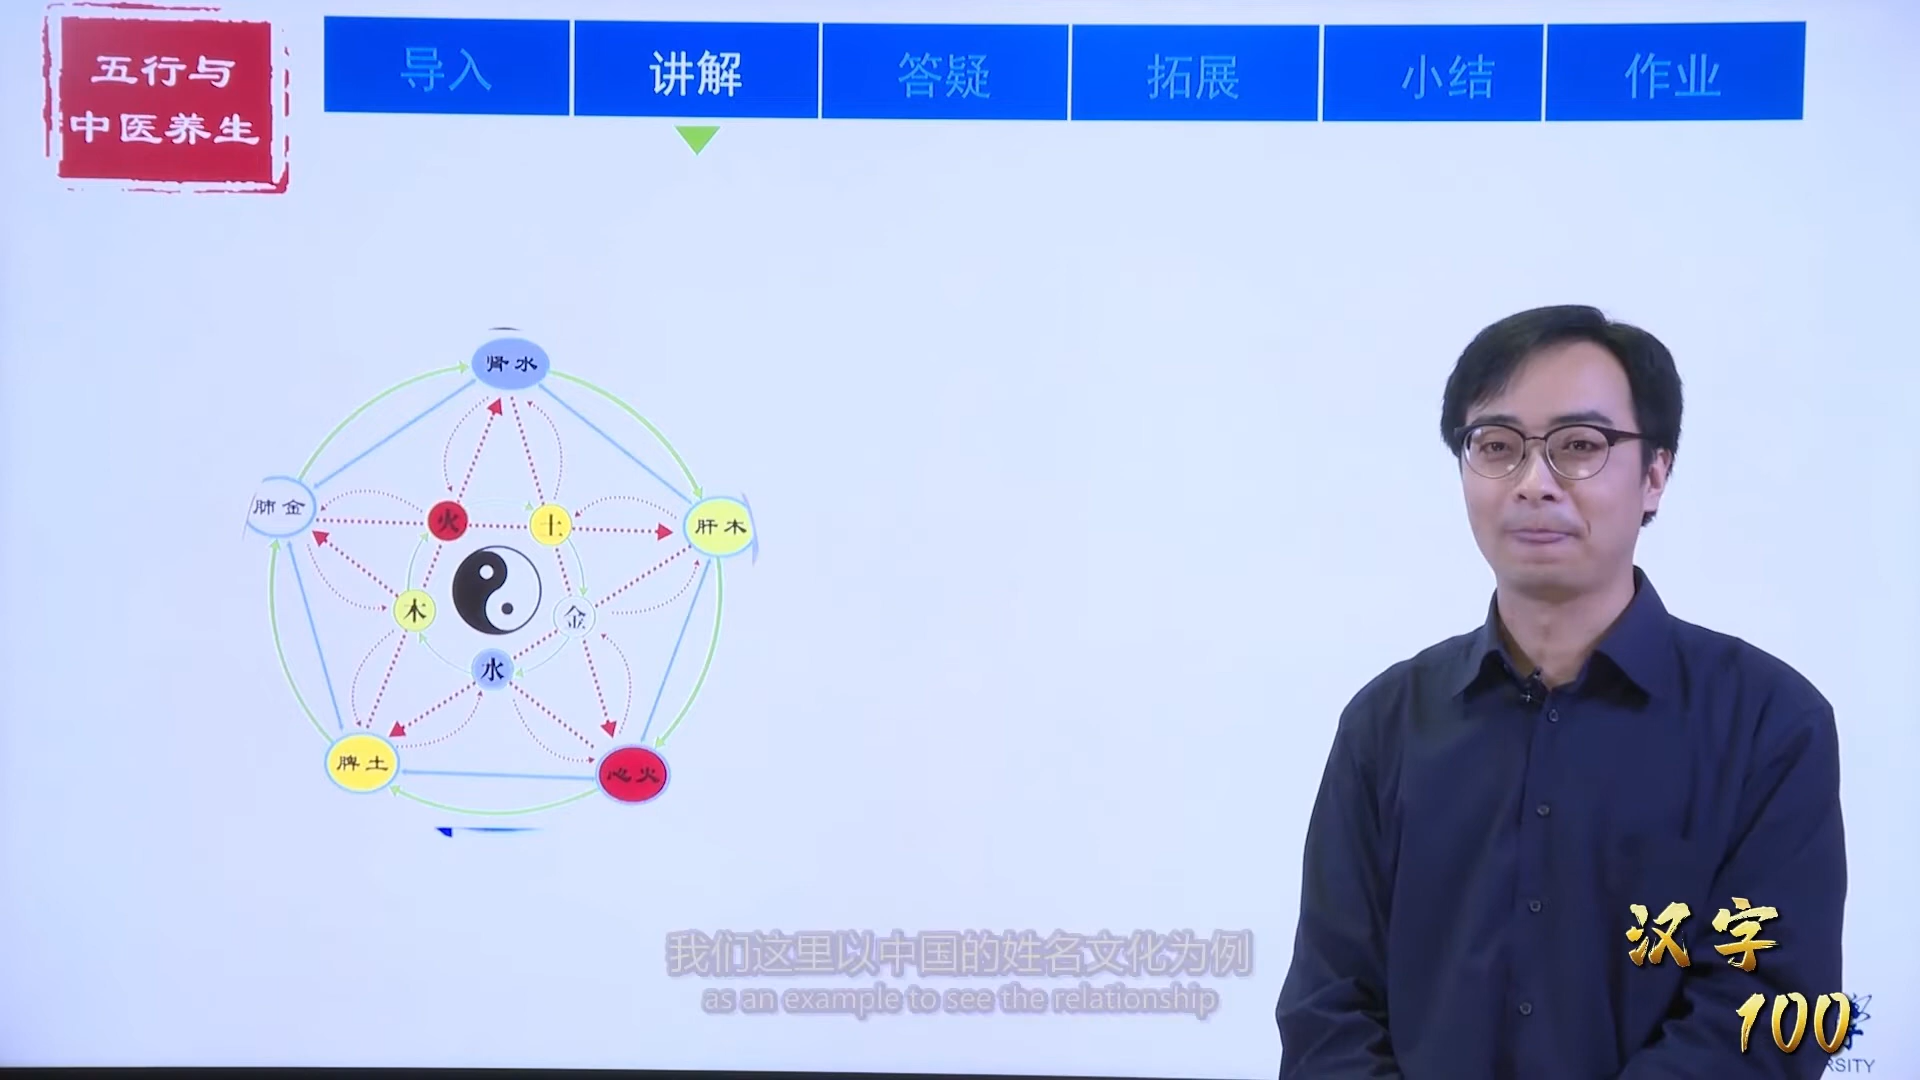 五行与
中医养生
导入
讲解
答疑
拓展
小结
作业
肾水
肺金
火
土
肝木
木
金
水
脾土
心火
我们这里以中国的姓名文化为例
as an example to see the relationship
汉字
100
RSITY